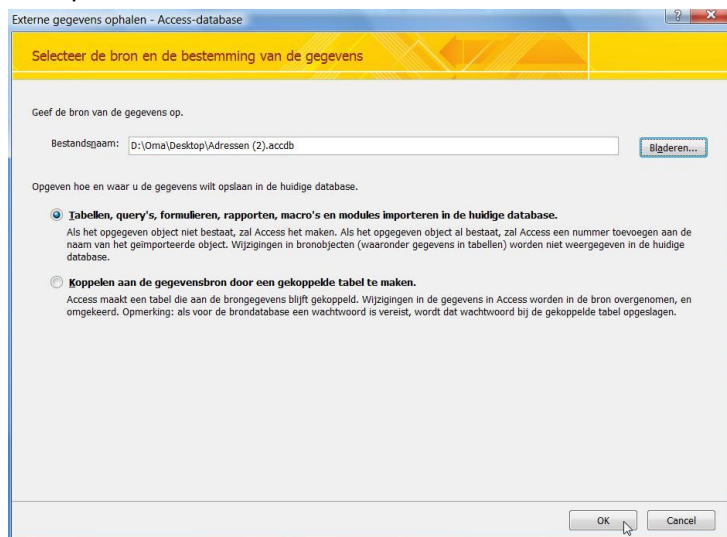 Externe gegevens ophalen - Access-database
Selecteer de bron en de bestemming van de gegevens
Geef de bron van de gegevens op.
Bestandsnaam: D:\Oma\Desktop\Adressen (2).accdb Bladeren...
Opgeven hoe en waar u de gegevens wilt opslaan in de huidige database.
Tabellen, query's, formulieren, rapporten, macro's en modules importeren in de huidige database.
Als het opgegeven object niet bestaat, zal Access het maken. Als het opgegeven object al bestaat, zal Access een nummer toevoegen aan de
naam van het geïmporteerde object. Wijzigingen in bronobjecten (waaronder gegevens in tabellen) worden niet weergegeven in de huidige
database.
Koppelen aan de gegevensbron door een gekoppelde tabel te maken.
Access maakt een tabel die aan de brongegevens blijft gekoppeld. Wijzigingen in de gegevens in Access worden in de bron overgenomen, en
omgekeerd. Opmerking: als voor de brondatabase een wachtwoord is vereist, wordt dat wachtwoord bij de gekoppelde tabel opgeslagen.
OK Cancel